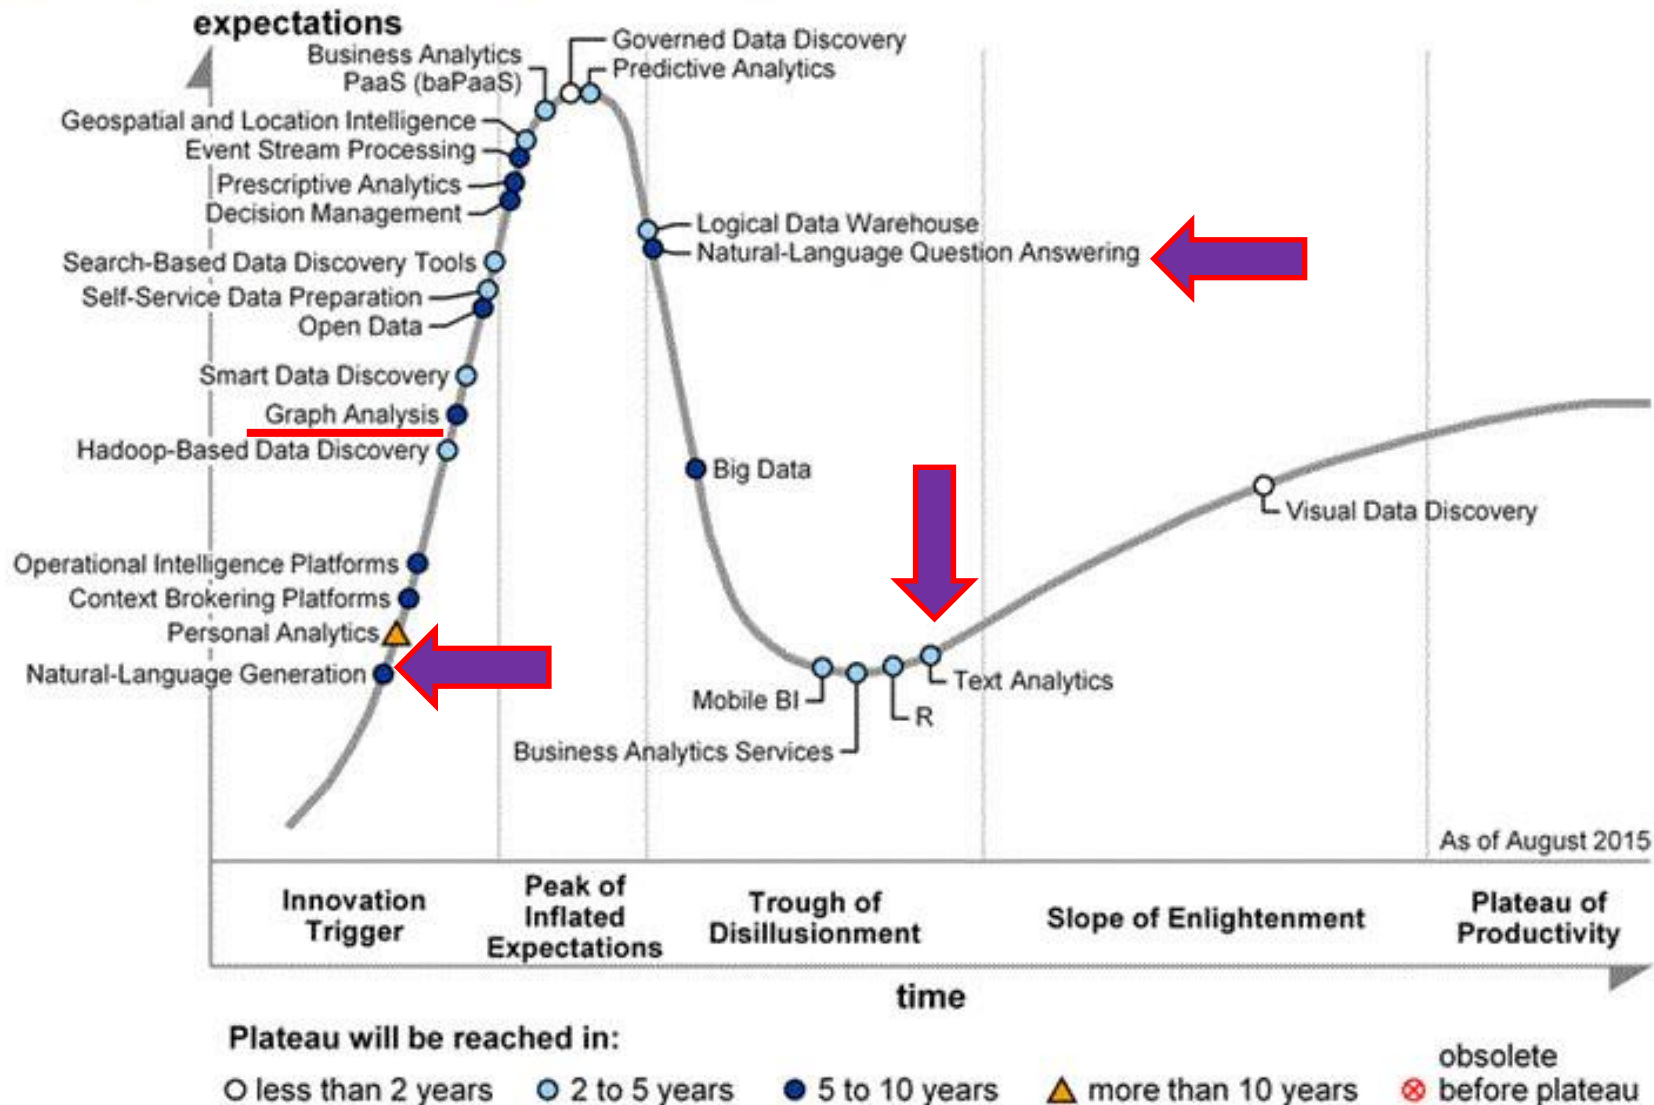 expectations
Business Analytics
PaaS (baPaaS)
Governed Data Discovery
Predictive Analytics
Geospatial and Location Intelligence
Event Stream Processing
Prescriptive Analytics
Decision Management
Logical Data Warehouse
Natural-Language Question Answering
Search-Based Data Discovery Tools
Self-Service Data Preparation
Open Data
Smart Data Discovery
Graph Analysis
Hadoop-Based Data Discovery
Big Data
Visual Data Discovery
Operational Intelligence Platforms
Context Brokering Platforms
Personal Analytics
Natural-Language Generation
Text Analytics
Mobile BI
R
Business Analytics Services
As of August 2015
Innovation
Trigger
Peak of
Inflated
Expectations
Trough of
Disillusionment
Slope of Enlightenment
Plateau of
Productivity
time
Plateau will be reached in:
less than 2 years
2 to 5 years
5 to 10 years
more than 10 years
obsolete
before plateau